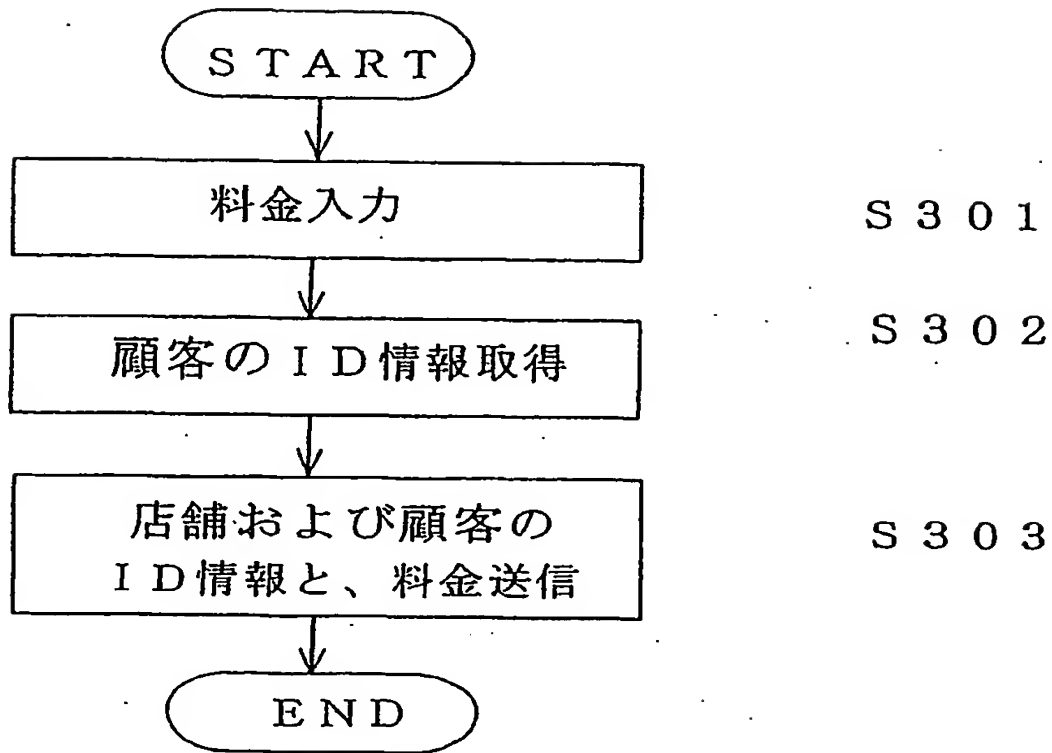 START
料金入力
S301
顧客のID情報取得
S302
店舗および顧客の
ID情報と、料金送信
S303
END